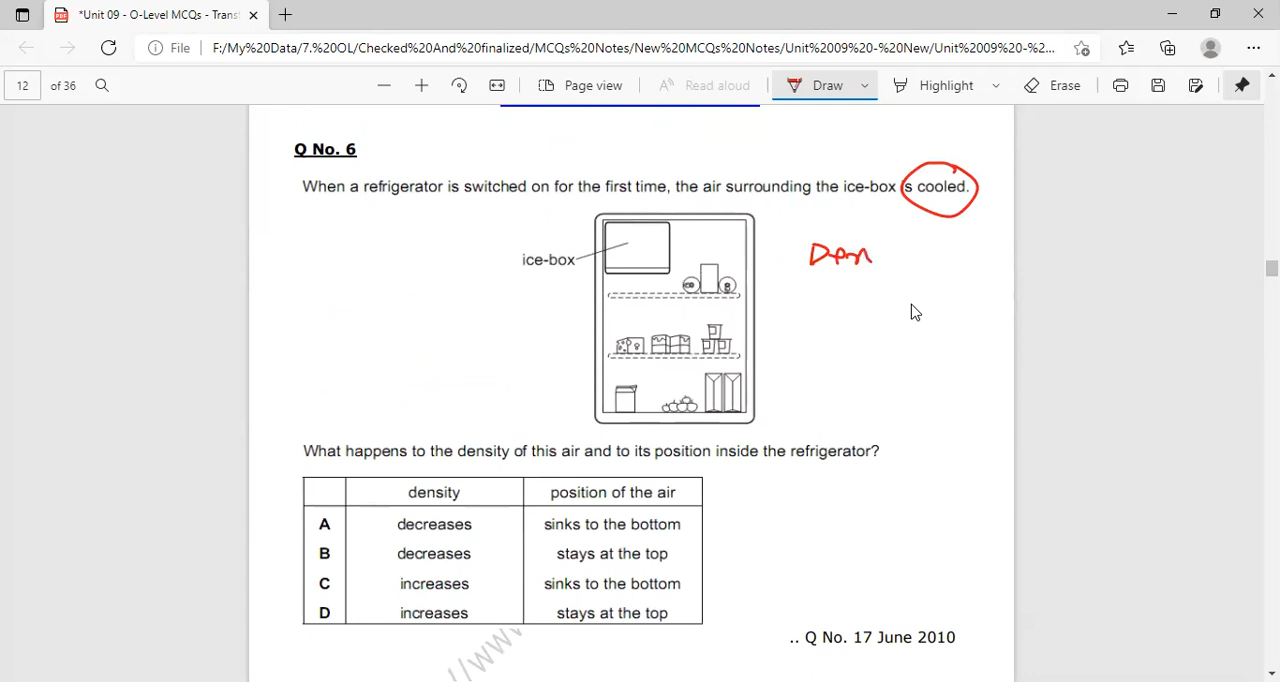 *Unit 09 - O-Level MCQs - Transf
File
F:/My%20Data/7.%20OL/Checked%20And%20finalized/MCQs%20Notes/New%20MCQs%20Notes/Unit%2009%20-%20New/Unit%2009%20-%...
12 of 36
Page view
Read aloud
Draw
Highlight
Erase
Q No. 6
When a refrigerator is switched on for the first time, the air surrounding the ice-box is cooled.
Den
ice-box
What happens to the density of this air and to its position inside the refrigerator?
density position of the air
A decreases sinks to the bottom
B decreases stays at the top
C increases sinks to the bottom
D increases stays at the top
.. Q No. 17 June 2010
//www